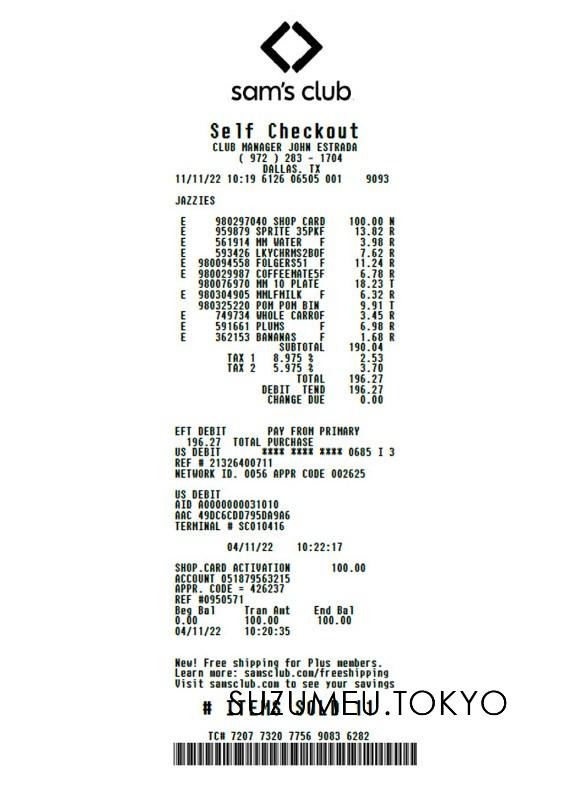 sam's club
Self Checkout
CLUB MANAGER JOHN ESTRADA
( 972 ) 283 - 1704
DALLAS, TX
11/11/22 10:19 6126 06505 001 9093
JAZZIES
E 980297040 SHOP CARD 100.00 N
E 959879 SPRITE 35PKF 13.82 R
E 561914 MM WATER F 3.98 R
E 593426 LKYCHRMS2BOF 7.62 R
E 980094558 FOLGERS51 F 11.24 R
E 980029987 COFFEEMATE5F 6.78 R
980076970 MM 10 PLATE 18.23 T
E 980304905 MMLFMILK F 6.32 R
980325220 POM POM BIN 9.91 T
E 749734 WHOLE CARROF 3.45 R
E 591661 PLUMS F 6.98 R
E 362153 BANANAS F 1.68 R
SUBTOTAL 190.04
TAX 1 8.975 % 2.53
TAX 2 5.975 % 3.70
TOTAL 196.27
DEBIT TEND 196.27
CHANGE DUE 0.00
EFT DEBIT PAY FROM PRIMARY
196.27 TOTAL PURCHASE
US DEBIT **** **** **** 0685 I 3
REF # 21326400711
NETWORK ID. 0056 APPR CODE 002625
US DEBIT
AID A0000000031010
AAC 49DC6CDD795DA9A6
TERMINAL # SC010416
04/11/22 10:22:17
SHOP.CARD ACTIVATION 100.00
ACCOUNT 051879563215
APPR. CODE = 426237
REF #0950571
Beg Bal Tran Amt End Bal
0.00 100.00 100.00
04/11/22 10:20:35
New! Free shipping for Plus members.
Learn more: samsclub.com/freeshipping
Visit samsclub.com to see your savings
SUZUMEU.TOKYO
# ITEMS SOLD 11
TC# 7207 7320 7756 9083 6282